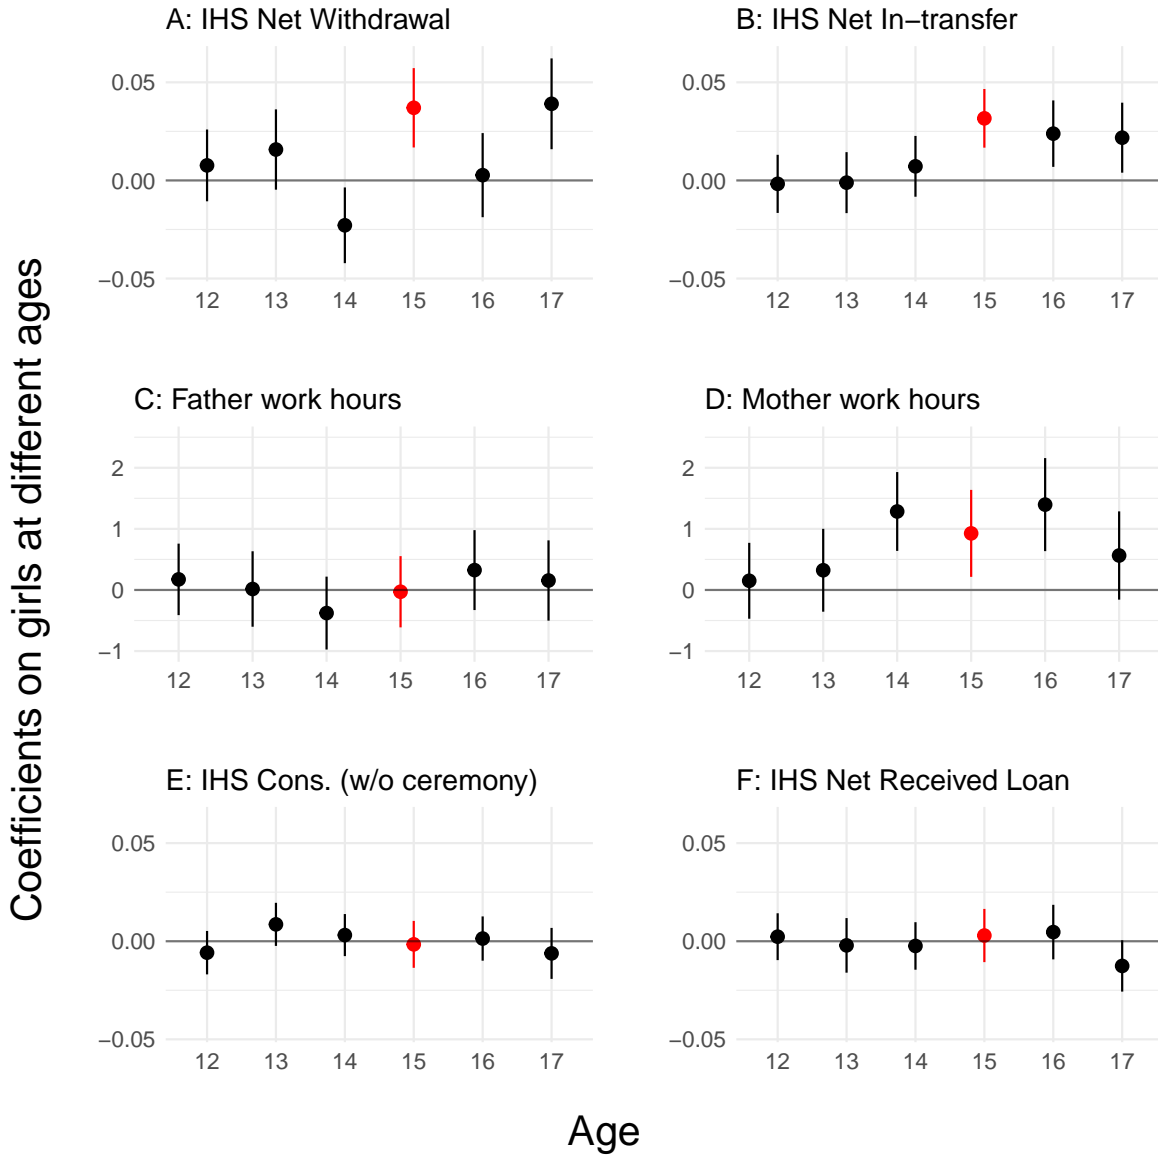 A: IHS Net Withdrawal
0.05
0.00
−0.05
12 13 14 15 16 17
B: IHS Net In−transfer
0.05
0.00
−0.05
12 13 14 15 16 17
C: Father work hours
2
1
0
−1
12 13 14 15 16 17
D: Mother work hours
2
1
0
−1
12 13 14 15 16 17
E: IHS Cons. (w/o ceremony)
0.05
0.00
−0.05
12 13 14 15 16 17
F: IHS Net Received Loan
0.05
0.00
−0.05
12 13 14 15 16 17
Coefficients on girls at different ages
Age